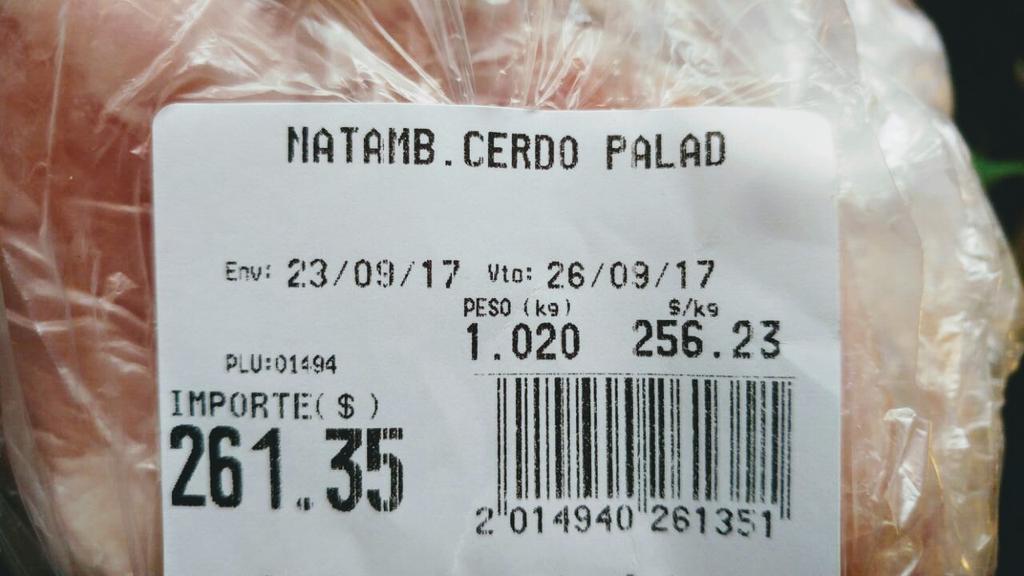 NATAMB.CERDO PALAD
Env: 23/09/17 Vto: 26/09/17
PESO (kg) $/kg
1.020 256.23
PLU:01494
IMPORTE($)
261.35
2 014940 261351